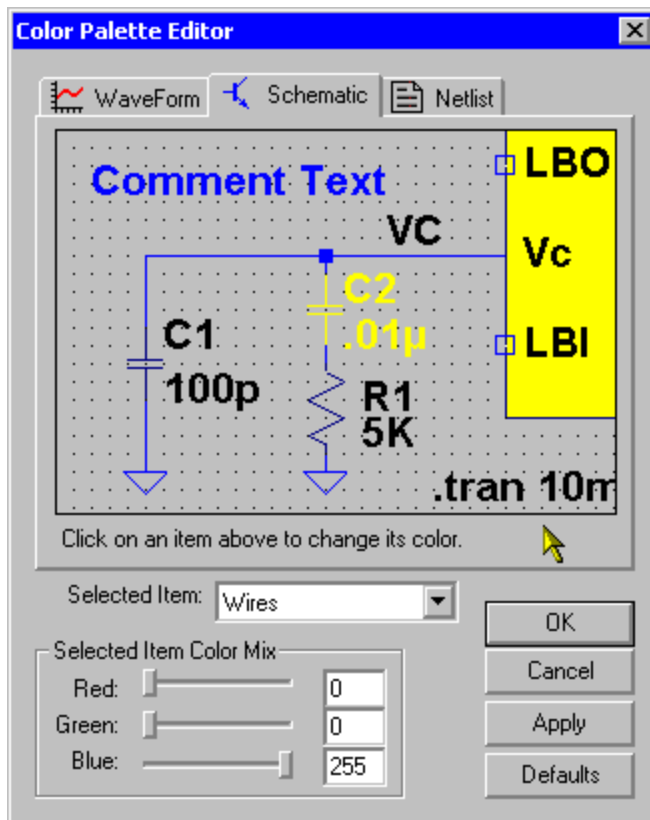 Color Palette Editor
WaveForm Schematic Netlist
Comment Text
LBO
VC
Vc
C2
.01µ
C1
100p
LBI
R1
5K
.tran 10m
Click on an item above to change its color.
Selected Item: Wires
OK
Selected Item Color Mix
Cancel
Red: 0
Green: 0
Apply
Blue: 255
Defaults